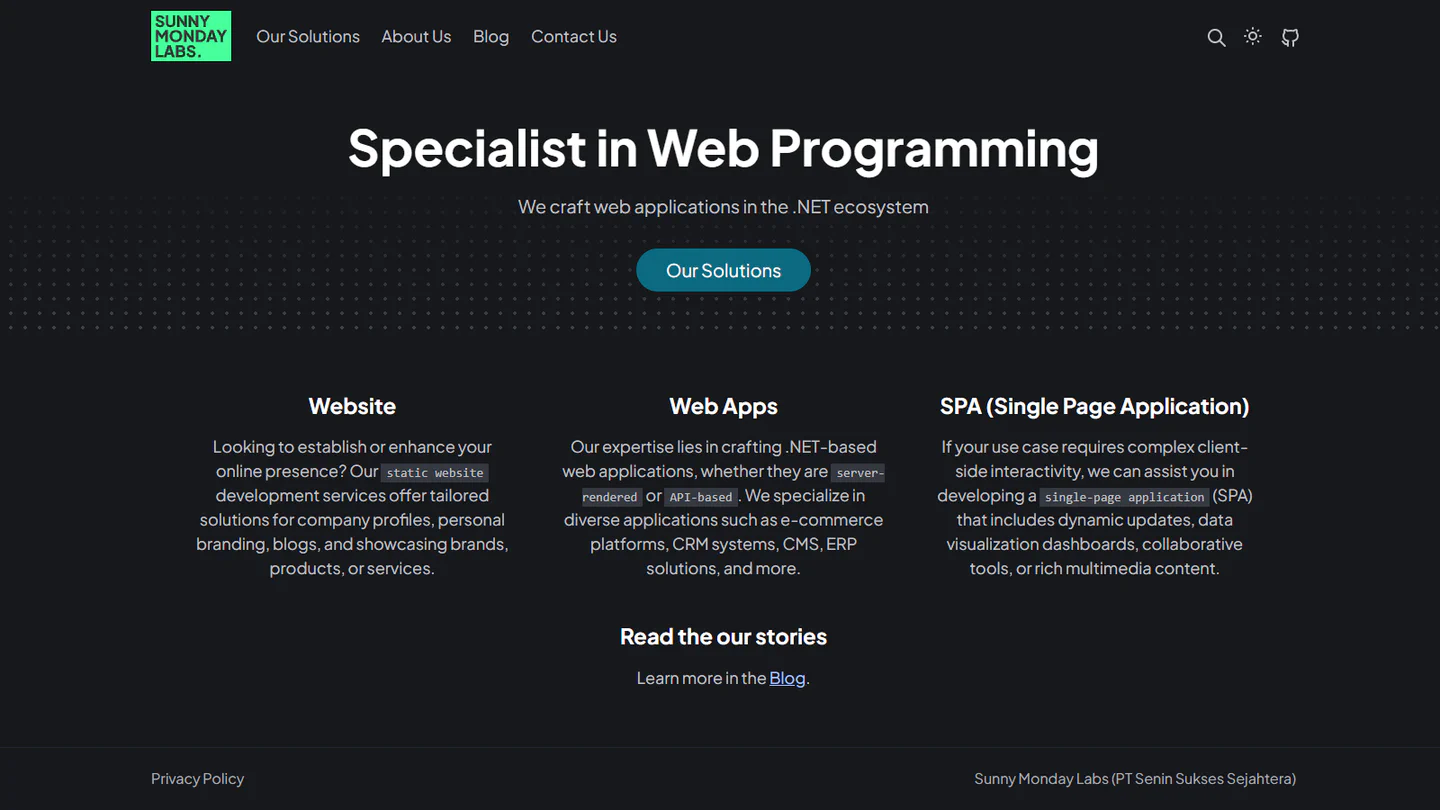 SUNNY
MONDAY
LABS.
Our Solutions
About Us
Blog
Contact Us
Specialist in Web Programming
We craft web applications in the .NET ecosystem
Our Solutions
Website
Looking to establish or enhance your
online presence? Our static website
development services offer tailored
solutions for company profiles, personal
branding, blogs, and showcasing brands,
products, or services.
Web Apps
Our expertise lies in crafting .NET-based
web applications, whether they are server-
rendered or API-based. We specialize in
diverse applications such as e-commerce
platforms, CRM systems, CMS, ERP
solutions, and more.
SPA (Single Page Application)
If your use case requires complex client-
side interactivity, we can assist you in
developing a single-page application (SPA)
that includes dynamic updates, data
visualization dashboards, collaborative
tools, or rich multimedia content.
Read the our stories
Learn more in the Blog.
Privacy Policy
Sunny Monday Labs (PT Senin Sukses Sejahtera)